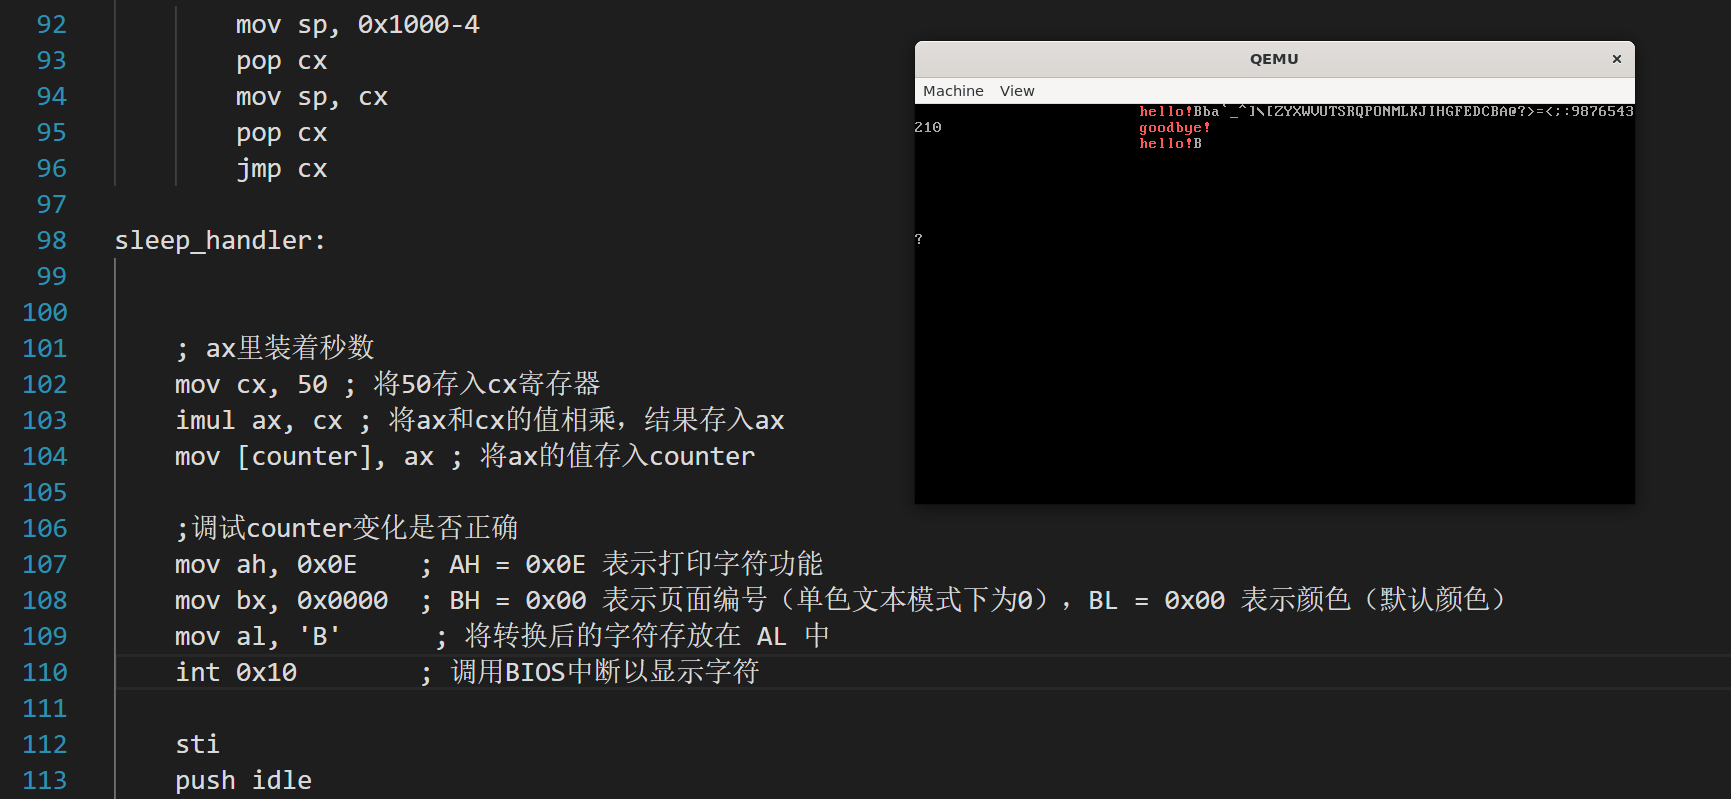 92 mov sp, 0x1000-4
93 pop cx
94 mov sp, cx
95 pop cx
96 jmp cx
97
98 sleep_handler:
99
100
101 ; ax里装着秒数
102 mov cx, 50 ; 将50存入cx寄存器
103 imul ax, cx ; 将ax和cx的值相乘，结果存入ax
104 mov [counter], ax ; 将ax的值存入counter
105
106 ;调试counter变化是否正确
107 mov ah, 0x0E ; AH = 0x0E 表示打印字符功能
108 mov bx, 0x0000 ; BH = 0x00 表示页面编号（单色文本模式下为0），BL = 0x00 表示颜色（默认颜色）
109 mov al, 'B' ; 将转换后的字符存放在 AL 中
110 int 0x10 ; 调用BIOS中断以显示字符
111
112 sti
113 push idle
QEMU ×
Machine View
hello!Bba`_^]\[ZYXWVUTSRQPONMLKJIHGFEDCBA@?>=<;:9876543
210 goodbye!
hello!B
?